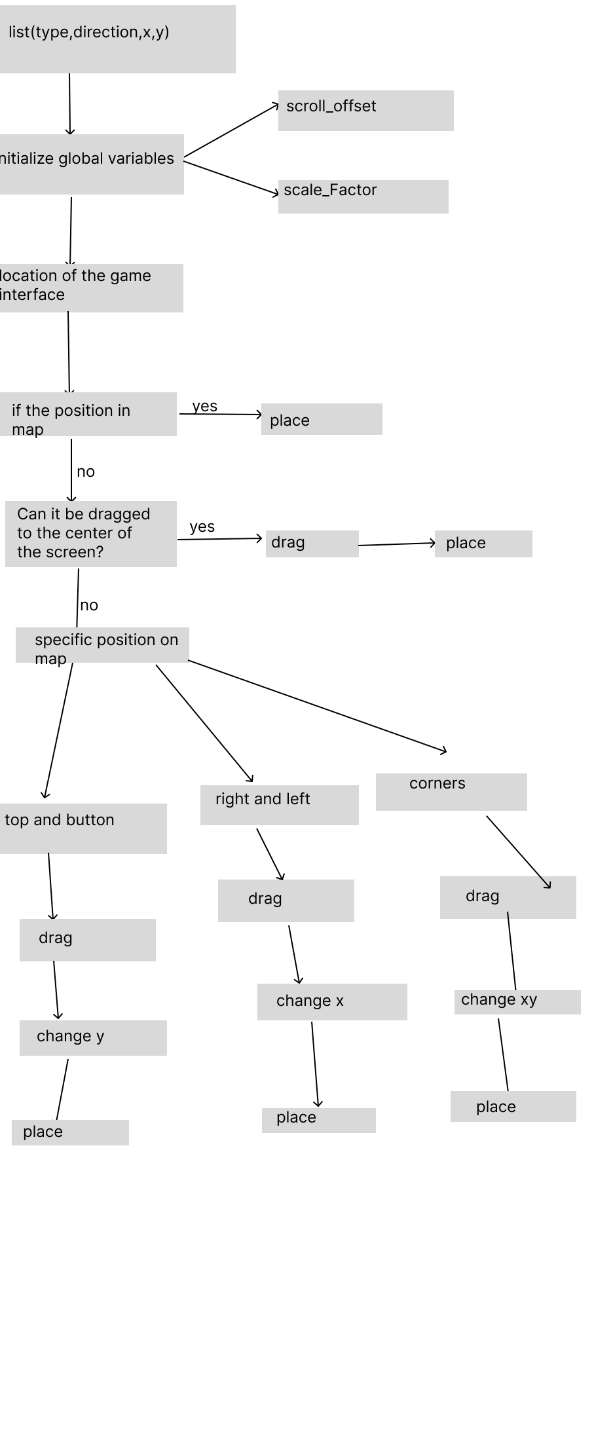 list(type,direction,x,y)
scroll_offset
nitialize global variables
scale_Factor
location of the game
interface
if the position in
map
yes
place
no
Can it be dragged
to the center of
the screen?
yes
drag
place
no
specific position on
map
top and button
right and left
corners
drag
drag
drag
change y
change x
change xy
place
place
place